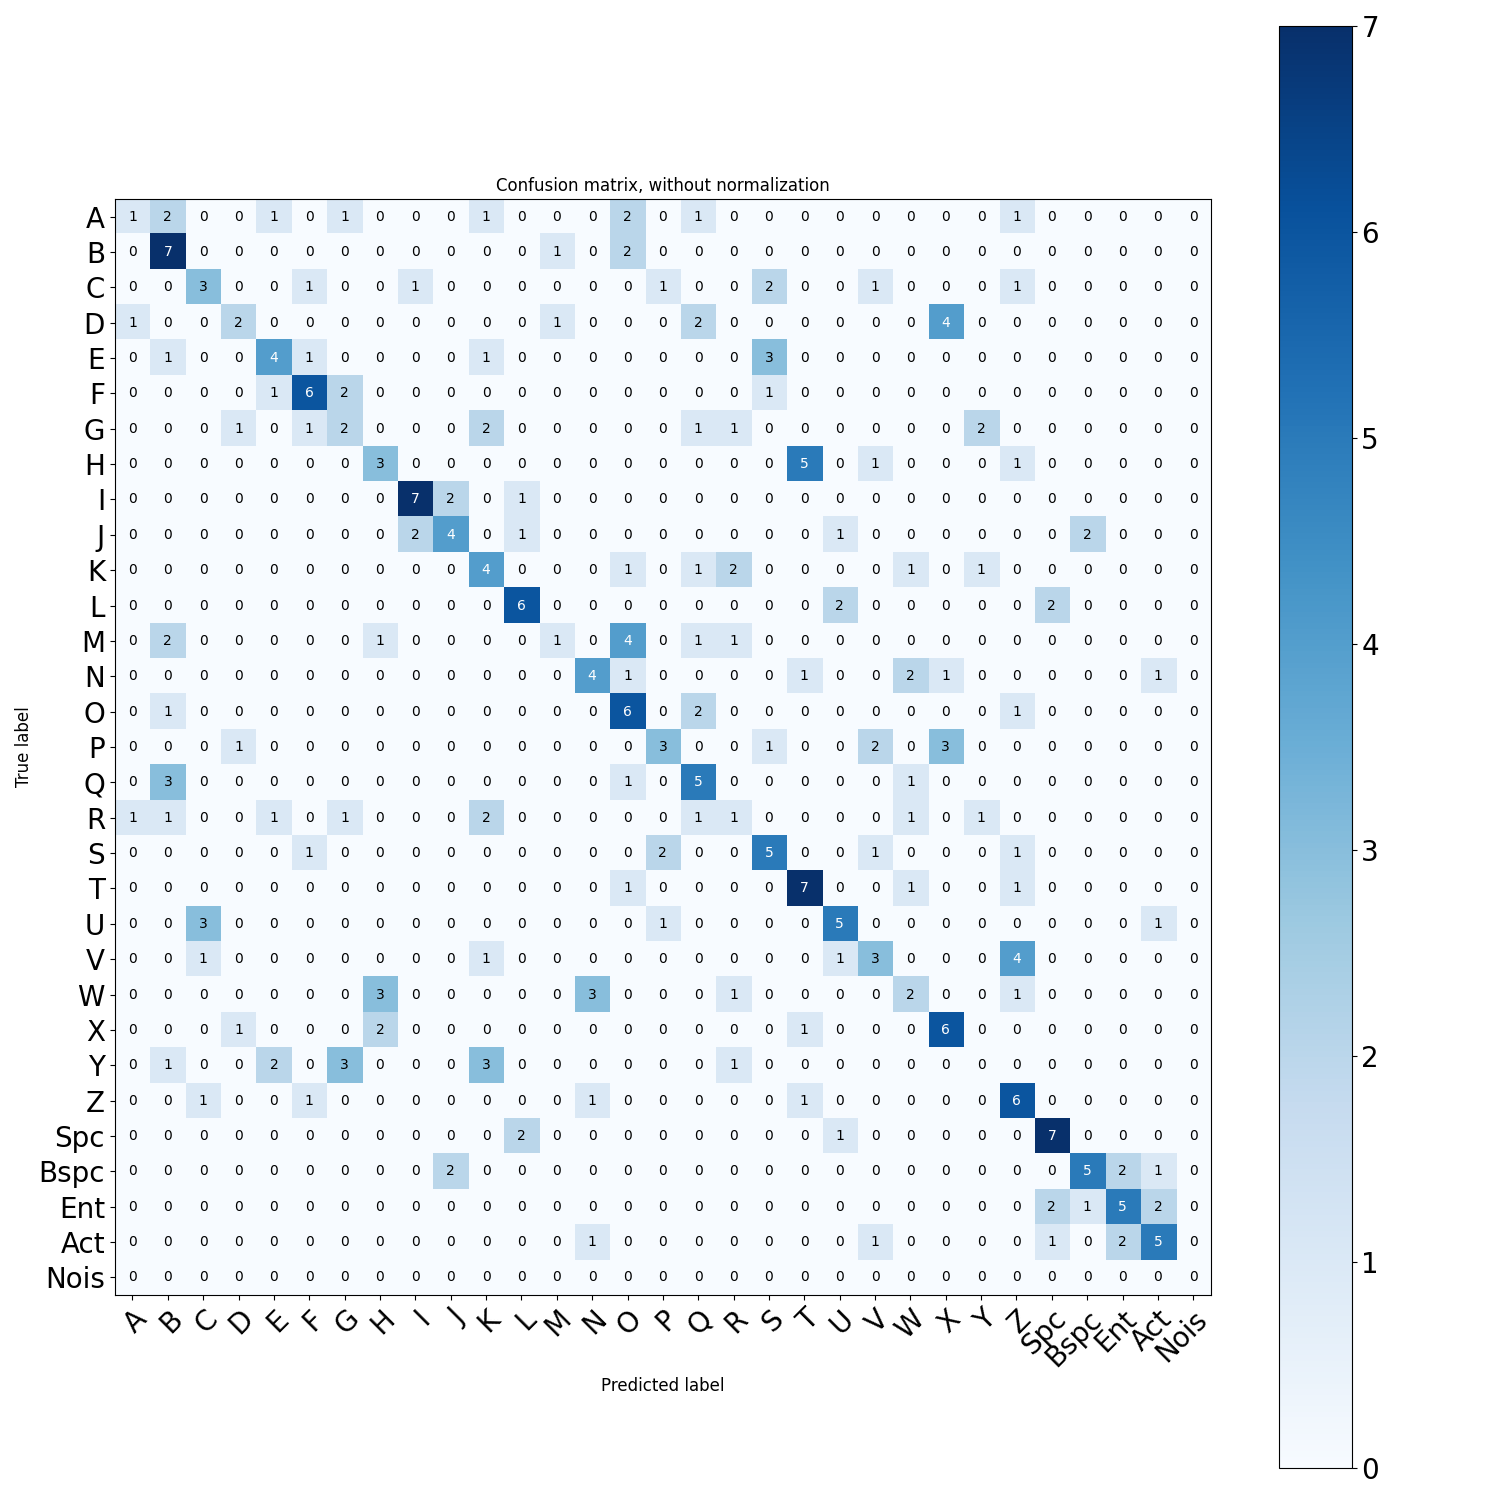 Confusion matrix, without normalization
A 1 2 0 0 1 0 1 0 0 0 1 0 0 0 2 0 1 0 0 0 0 0 0 0 0 1 0 0 0 0 0
B 0 7 0 0 0 0 0 0 0 0 0 0 1 0 2 0 0 0 0 0 0 0 0 0 0 0 0 0 0 0 0
C 0 0 3 0 0 1 0 0 1 0 0 0 0 0 0 1 0 0 2 0 0 1 0 0 0 1 0 0 0 0 0
D 1 0 0 2 0 0 0 0 0 0 0 0 1 0 0 0 2 0 0 0 0 0 0 4 0 0 0 0 0 0 0
E 0 1 0 0 4 1 0 0 0 0 1 0 0 0 0 0 0 0 3 0 0 0 0 0 0 0 0 0 0 0 0
F 0 0 0 0 1 6 2 0 0 0 0 0 0 0 0 0 0 0 1 0 0 0 0 0 0 0 0 0 0 0 0
G 0 0 0 1 0 1 2 0 0 0 2 0 0 0 0 0 1 1 0 0 0 0 0 0 2 0 0 0 0 0 0
H 0 0 0 0 0 0 0 3 0 0 0 0 0 0 0 0 0 0 0 5 0 1 0 0 0 1 0 0 0 0 0
I 0 0 0 0 0 0 0 0 7 2 0 1 0 0 0 0 0 0 0 0 0 0 0 0 0 0 0 0 0 0 0
J 0 0 0 0 0 0 0 0 2 4 0 1 0 0 0 0 0 0 0 0 1 0 0 0 0 0 0 2 0 0 0
K 0 0 0 0 0 0 0 0 0 0 4 0 0 0 1 0 1 2 0 0 0 0 1 0 1 0 0 0 0 0 0
L 0 0 0 0 0 0 0 0 0 0 0 6 0 0 0 0 0 0 0 0 2 0 0 0 0 0 2 0 0 0 0
M 0 2 0 0 0 0 0 1 0 0 0 0 1 0 4 0 1 1 0 0 0 0 0 0 0 0 0 0 0 0 0
N 0 0 0 0 0 0 0 0 0 0 0 0 0 4 1 0 0 0 0 1 0 0 2 1 0 0 0 0 0 1 0
O 0 1 0 0 0 0 0 0 0 0 0 0 0 0 6 0 2 0 0 0 0 0 0 0 0 1 0 0 0 0 0
P 0 0 0 1 0 0 0 0 0 0 0 0 0 0 0 3 0 0 1 0 0 2 0 3 0 0 0 0 0 0 0
Q 0 3 0 0 0 0 0 0 0 0 0 0 0 0 1 0 5 0 0 0 0 0 1 0 0 0 0 0 0 0 0
R 1 1 0 0 1 0 1 0 0 0 2 0 0 0 0 0 1 1 0 0 0 0 1 0 1 0 0 0 0 0 0
S 0 0 0 0 0 1 0 0 0 0 0 0 0 0 0 2 0 0 5 0 0 1 0 0 0 1 0 0 0 0 0
T 0 0 0 0 0 0 0 0 0 0 0 0 0 0 1 0 0 0 0 7 0 0 1 0 0 1 0 0 0 0 0
U 0 0 3 0 0 0 0 0 0 0 0 0 0 0 0 1 0 0 0 0 5 0 0 0 0 0 0 0 0 1 0
V 0 0 1 0 0 0 0 0 0 0 1 0 0 0 0 0 0 0 0 0 1 3 0 0 0 4 0 0 0 0 0
W 0 0 0 0 0 0 0 3 0 0 0 0 0 3 0 0 0 1 0 0 0 0 2 0 0 1 0 0 0 0 0
X 0 0 0 1 0 0 0 2 0 0 0 0 0 0 0 0 0 0 0 1 0 0 0 6 0 0 0 0 0 0 0
Y 0 1 0 0 2 0 3 0 0 0 3 0 0 0 0 0 0 1 0 0 0 0 0 0 0 0 0 0 0 0 0
Z 0 0 1 0 0 1 0 0 0 0 0 0 0 1 0 0 0 0 0 1 0 0 0 0 0 6 0 0 0 0 0
Spc 0 0 0 0 0 0 0 0 0 0 0 2 0 0 0 0 0 0 0 0 1 0 0 0 0 0 7 0 0 0 0
Bspc 0 0 0 0 0 0 0 0 0 2 0 0 0 0 0 0 0 0 0 0 0 0 0 0 0 0 0 5 2 1 0
Ent 0 0 0 0 0 0 0 0 0 0 0 0 0 0 0 0 0 0 0 0 0 0 0 0 0 0 2 1 5 2 0
Act 0 0 0 0 0 0 0 0 0 0 0 0 0 1 0 0 0 0 0 0 0 1 0 0 0 0 1 0 2 5 0
Nois 0 0 0 0 0 0 0 0 0 0 0 0 0 0 0 0 0 0 0 0 0 0 0 0 0 0 0 0 0 0 0
A B C D E F G H I J K L M N O P Q R S T U V W X Y Z Spc Bspc Ent Act Nois
Predicted label
True label
7
6
5
4
3
2
1
0